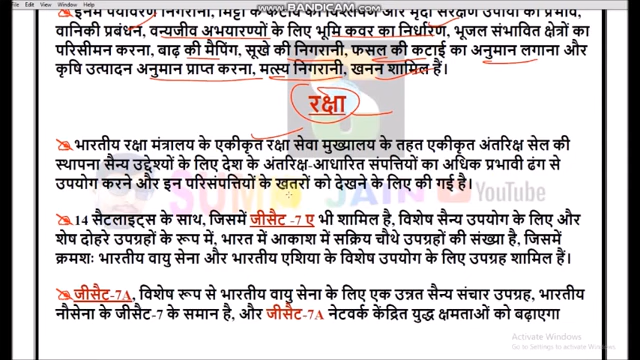 WWW.BANDICAM.COM
File Edit View Insert Tools Help
इनमें पर्यावरण निगरानी, मिट्टी के कटाव का विश्लेषण और मृदा संरक्षण उपायों का प्रभाव,
वानिकी प्रबंधन, वन्यजीव अभयारण्यों के लिए भूमि कवर का निर्धारण, भूजल संभावित क्षेत्रों का
परिसीमन करना, बाढ़ की मैपिंग, सूखे की निगरानी, फसल की कटाई का अनुमान लगाना और
कृषि उत्पादन अनुमान प्राप्त करना, मत्स्य निगरानी, खनन शामिल हैं।
रक्षा
भारतीय रक्षा मंत्रालय के एकीकृत रक्षा सेवा मुख्यालय के तहत एकीकृत अंतरिक्ष सेल की
स्थापना सैन्य उद्देश्यों के लिए देश के अंतरिक्ष-आधारित संपत्तियों का अधिक प्रभावी ढंग से
उपयोग करने और इन परिसंपत्तियों के खतरों को देखने के लिए की गई है।
YouTube
14 सैटलाइट्स के साथ, जिसमें जीसैट -7 ए भी शामिल है, विशेष सैन्य उपयोग के लिए और
शेष दोहरे उपग्रहों के रूप में, भारत में आकाश में सक्रिय चौथे उपग्रहों की संख्या है, जिसमें
क्रमशः भारतीय वायु सेना और भारतीय एशिया के विशेष उपयोग के लिए उपग्रह शामिल हैं।
जीसैट-7A, विशेष रूप से भारतीय वायु सेना के लिए एक उन्नत सैन्य संचार उपग्रह, भारतीय
नौसेना के जीसैट-7 के समान है, और जीसैट-7A नेटवर्क केंद्रित युद्ध क्षमताओं को बढ़ाएगा
Activate Windows
Go to Settings to activate Windows.